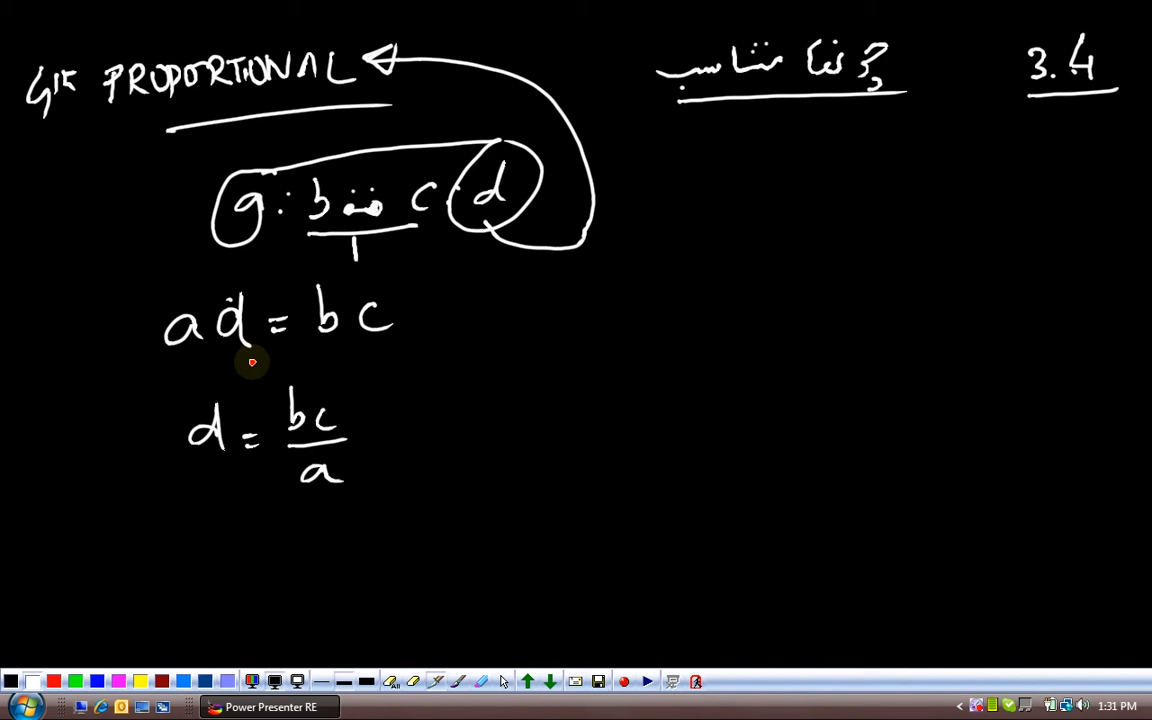 4th PROPORTIONAL
چوتھا متناسب
3.4
a : b :: c : d
ad = bc
d = bc/a
Power Presenter RE
1:31 PM